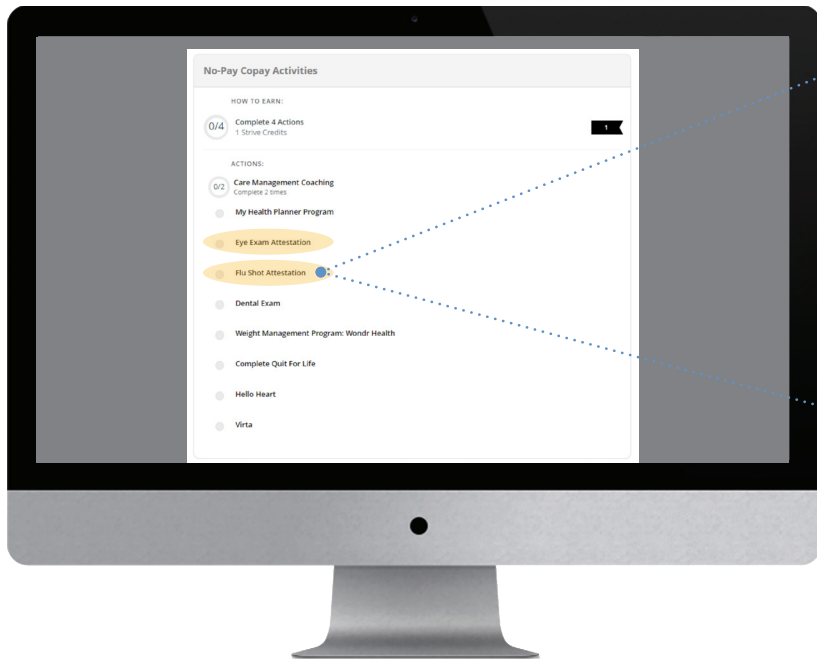 No-Pay Copay Activities
HOW TO EARN:
0/4
Complete 4 Actions
1 Strive Credits
1
ACTIONS:
0/2
Care Management Coaching
Complete 2 times
My Health Planner Program
Eye Exam Attestation
Flu Shot Attestation
Dental Exam
Weight Management Program: Wondr Health
Complete Quit For Life
Hello Heart
Virta